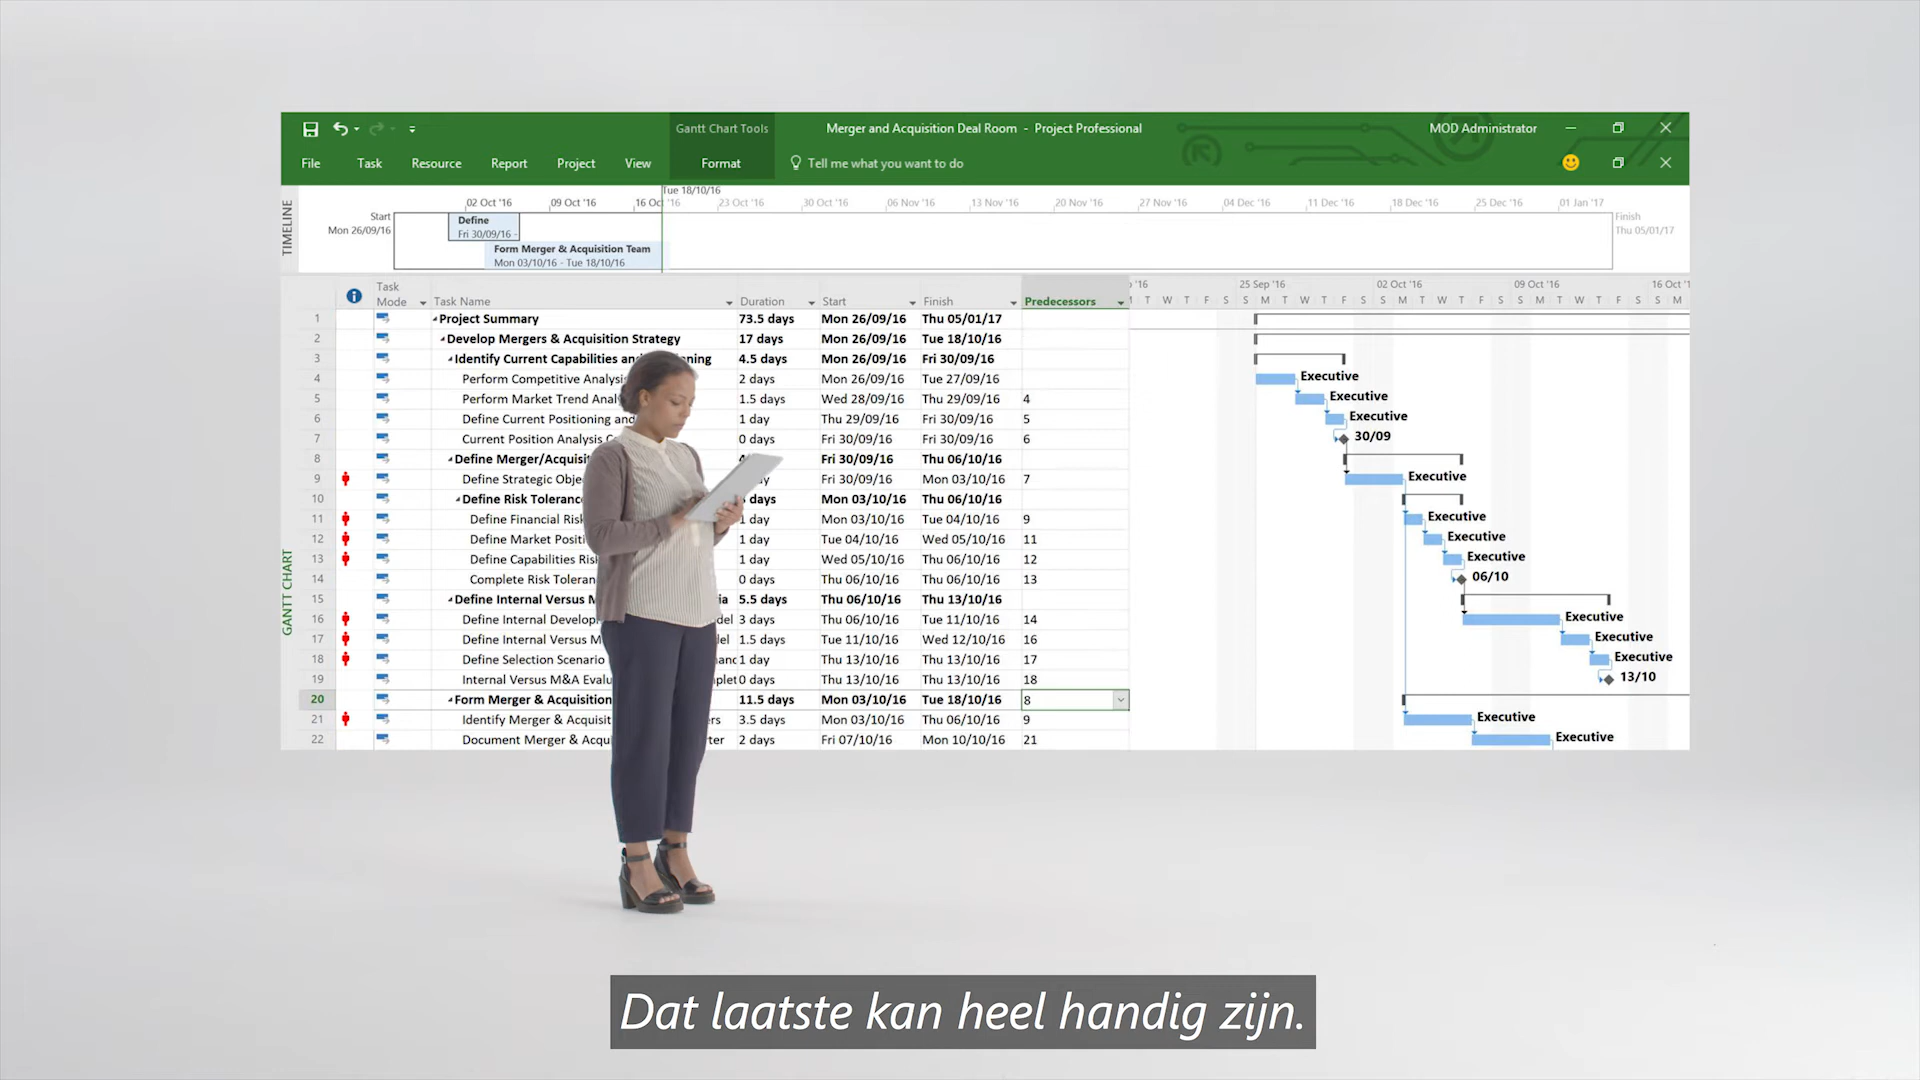 Gantt Chart Tools
Merger and Acquisition Deal Room - Project Professional
MOD Administrator
File Task Resource Report Project View Format Tell me what you want to do
Tue 18/10/16
02 Oct '16 09 Oct '16 16 Oct 23 Oct '16 30 Oct '16 06 Nov '16 13 Nov '16 20 Nov '16 27 Nov '16 04 Dec '16 11 Dec '16 18 Dec '16 25 Dec '16 01 Jan '17
TIMELINE
Start
Mon 26/09/16
Define
Fri 30/09/16 -
Form Merger & Acquisition Team
Mon 03/10/16 - Tue 18/10/16
Finish
Thu 05/01/17
GANTT CHART
Task Mode Task Name Duration Start Finish Predecessors
'16 25 Sep '16 02 Oct '16 09 Oct '16 16 Oct '1
T W T F S S M T W T F S S M T W T F S S M T W T F S S M
1 Project Summary 73.5 days Mon 26/09/16 Thu 05/01/17
2 Develop Mergers & Acquisition Strategy 17 days Mon 26/09/16 Tue 18/10/16
3 Identify Current Capabilities an ning 4.5 days Mon 26/09/16 Fri 30/09/16
4 Perform Competitive Analysi 2 days Mon 26/09/16 Tue 27/09/16 Executive
5 Perform Market Trend Anal 1.5 days Wed 28/09/16 Thu 29/09/16 4 Executive
6 Define Current Positioning and 1 day Thu 29/09/16 Fri 30/09/16 5 Executive
7 Current Position Analysis C 0 days Fri 30/09/16 Fri 30/09/16 6 30/09
8 Define Merger/Acquisit Fri 30/09/16 Thu 06/10/16
9 Define Strategic Obje Fri 30/09/16 Mon 03/10/16 7 Executive
10 Define Risk Tolerance days Mon 03/10/16 Thu 06/10/16
11 Define Financial Risk 1 day Mon 03/10/16 Tue 04/10/16 9 Executive
12 Define Market Positi 1 day Tue 04/10/16 Wed 05/10/16 11 Executive
13 Define Capabilities Ris 1 day Wed 05/10/16 Thu 06/10/16 12 Executive
14 Complete Risk Toleran 0 days Thu 06/10/16 Thu 06/10/16 13 06/10
15 Define Internal Versus M ia 5.5 days Thu 06/10/16 Thu 13/10/16
16 Define Internal Develop del 3 days Thu 06/10/16 Tue 11/10/16 14 Executive
17 Define Internal Versus M el 1.5 days Tue 11/10/16 Wed 12/10/16 16 Executive
18 Define Selection Scenario nanc 1 day Thu 13/10/16 Thu 13/10/16 17 Executive
19 Internal Versus M&A Evalu plet 0 days Thu 13/10/16 Thu 13/10/16 18 13/10
20 Form Merger & Acquisition 11.5 days Mon 03/10/16 Tue 18/10/16 8
21 Identify Merger & Acquisit ers 3.5 days Mon 03/10/16 Thu 06/10/16 9 Executive
22 Document Merger & Acqu rter 2 days Fri 07/10/16 Mon 10/10/16 21 Executive
Dat laatste kan heel handig zijn.